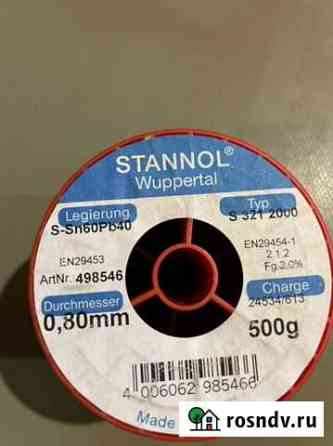 STANNOL®
Wuppertal
Legierung
S-Sn60Pb40
EN29453
ArtNr. 498546
Durchmesser
0,80mm
Typ
S 321 2000
EN29454-1
2.1.2
Fg.2.0%
Charge
24534/613
500g
4 006062 985466
Made
rosndv.ru